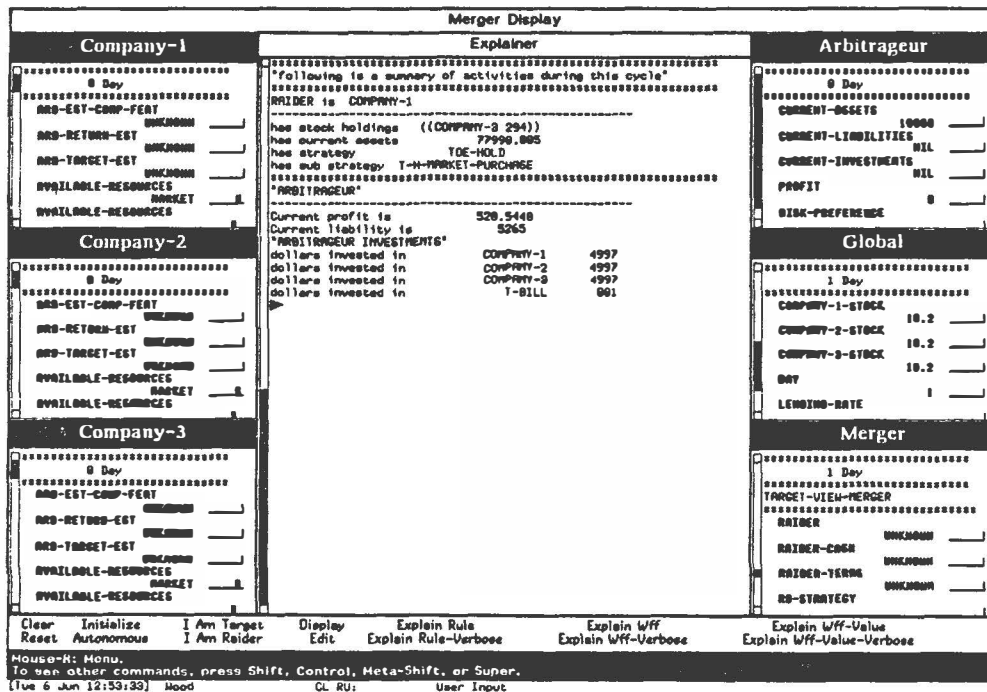 Merger Display
Company-1
0 Day
ARB-EST-COMP-FEAT
UNKNOWN
ARB-RETURN-EST
UNKNOWN
ARB-TARGET-EST
UNKNOWN
AVAILABLE-RESOURCES
MARKET
AVAILABLE-RESOURCES
Company-2
0 Day
ARB-EST-COMP-FEAT
ARB-RETURN-EST
ARB-TARGET-EST
AVAILABLE-RESOURCES
MARKET
AVAILABLE-RESOURCES
Company-3
0 Day
ARB-EST-COMP-FEAT
ARB-RETURN-EST
ARB-TARGET-EST
UNKNOWN
AVAILABLE-RESOURCES
MARKET
AVAILABLE-RESOURCES
Explainer
"following is a summary of activities during this cycle"
RAIDER is COMPANY-1
has stock holdings ((COMPANY-3 294))
has current assets
has strategy TOE-HOLD
has sub strategy T-H-MARKET-PURCHASE
"ARBITRAGEUR"
Current profit is 520.5448
Current liability is 5265
"ARBITRAGEUR INVESTMENTS"
dollars invested in COMPANY-1 4997
dollars invested in COMPANY-2 4997
dollars invested in COMPANY-3 4997
dollars invested in T-BILL
Arbitrageur
0 Day
CURRENT-ASSETS
10000
CURRENT-LIABILITIES
NIL
CURRENT-INVESTMENTS
NIL
PROFIT
0
Global
1 Day
COMPANY-1-STOCK
10.2
COMPANY-2-STOCK
10.2
COMPANY-3-STOCK
10.2
DAY
1
LENDING-RATE
Merger
1 Day
TARGET-VIEW-MERGER
RAIDER
UNKNOWN
RAIDER-CASH
UNKNOWN
RAIDER-TERMS
UNKNOWN
RD-STRATEGY
Clear Initialize I Am Target Display Explain Rule Explain Wff Explain Wff-Value
Reset Autonomous I Am Raider Edit Explain Rule-Verbose Explain Wff-Verbose Explain Wff-Value-Verbose
Mouse-R: Menu.
To see other commands, press Shift, Control, Meta-Shift, or Super.
[Tue 6 Jun 12:53:33] Wood CL RU: User Input